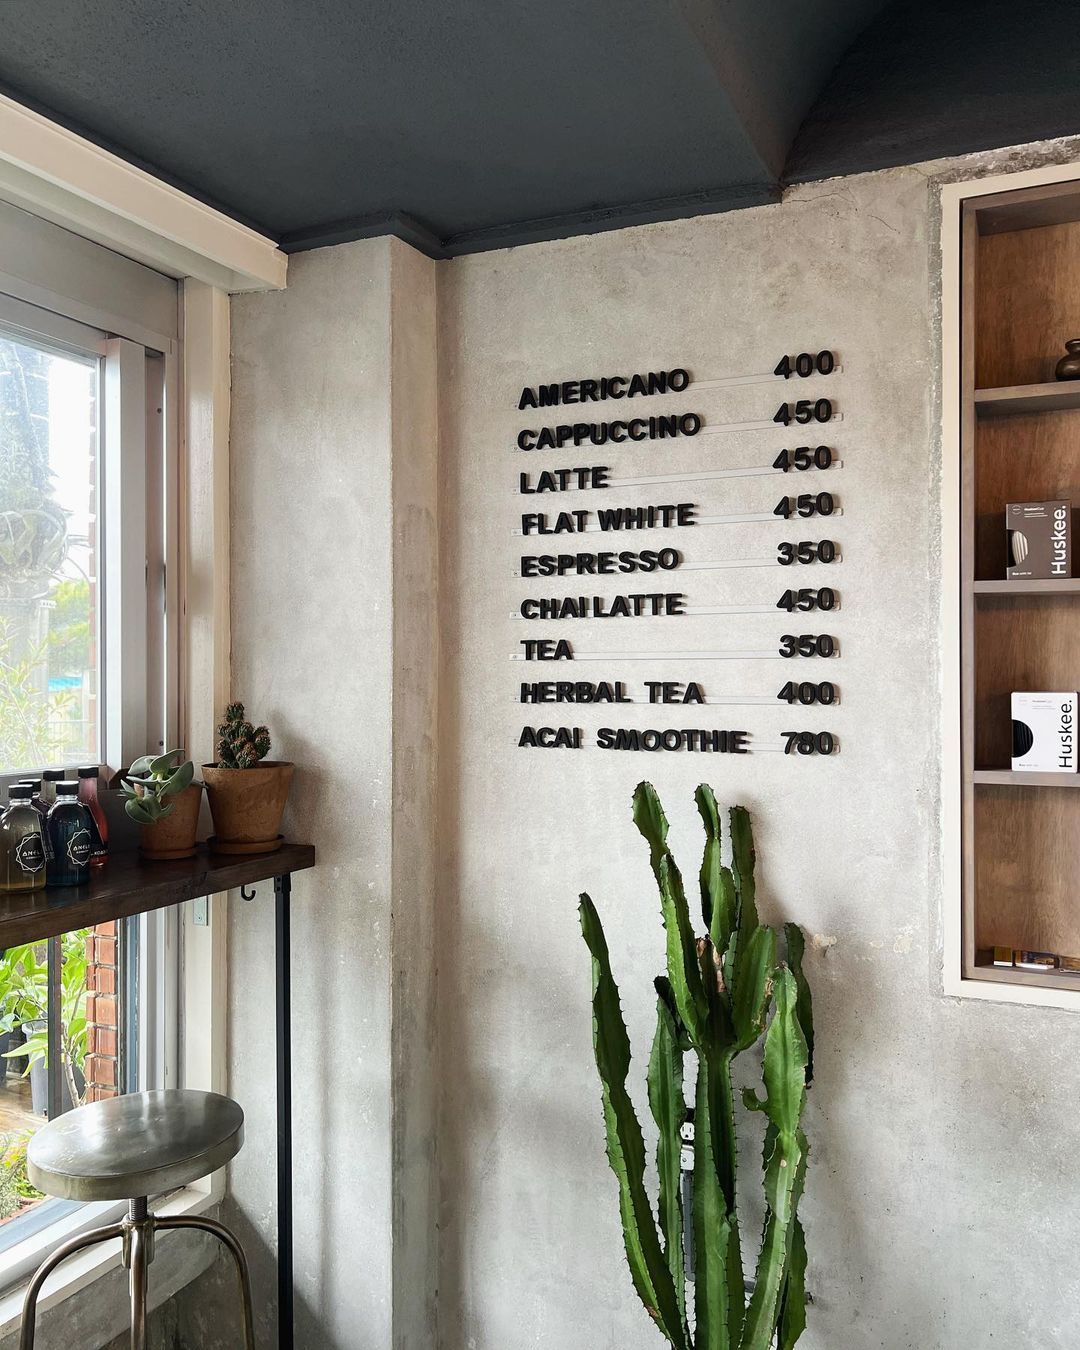 AMERICANO 400
CAPPUCCINO 450
LATTE 450
FLAT WHITE 450
ESPRESSO 350
CHAI LATTE 450
TEA 350
HERBAL TEA 400
ACAI SMOOTHIE 780
Huskee.
Huskee.